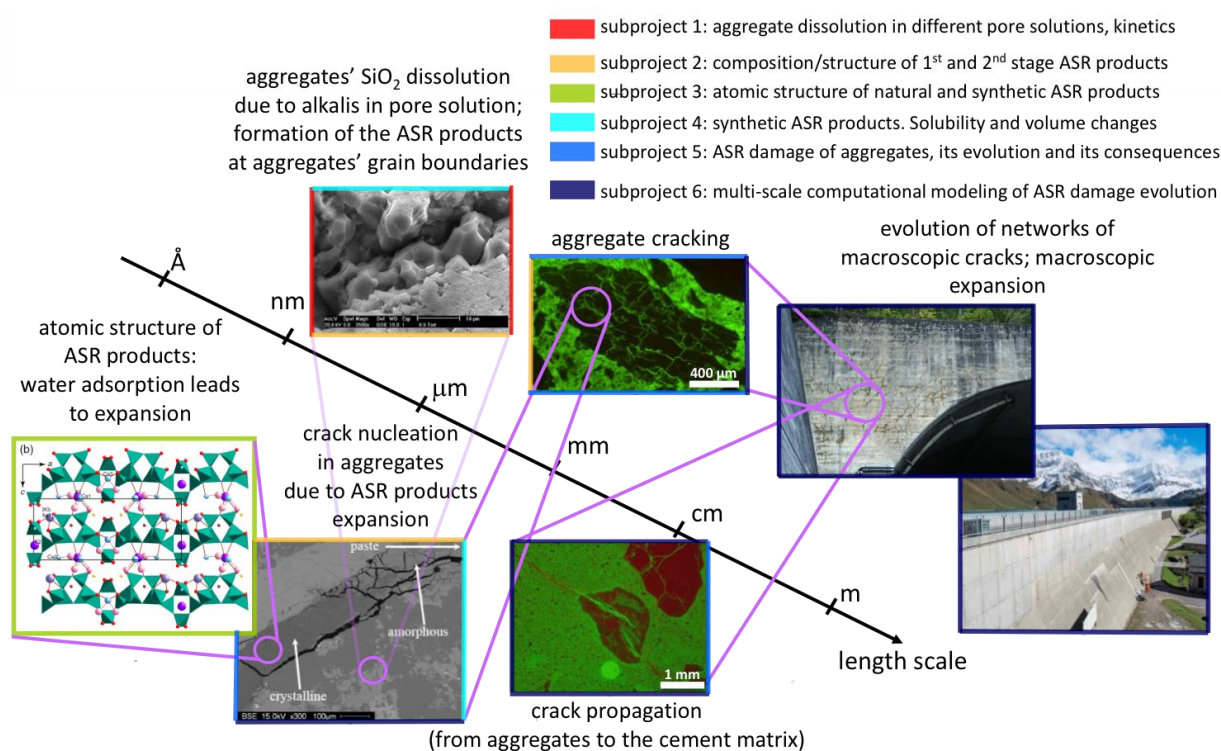 subproject 1: aggregate dissolution in different pore solutions, kinetics
subproject 2: composition/structure of 1st and 2nd stage ASR products
subproject 3: atomic structure of natural and synthetic ASR products
subproject 4: synthetic ASR products. Solubility and volume changes
subproject 5: ASR damage of aggregates, its evolution and its consequences
subproject 6: multi-scale computational modeling of ASR damage evolution
aggregates' SiO2 dissolution
due to alkalis in pore solution;
formation of the ASR products
at aggregates' grain boundaries
aggregate cracking
evolution of networks of
macroscopic cracks; macroscopic
expansion
Å
nm
μm
mm
cm
m
length scale
atomic structure of
ASR products:
water adsorption leads
to expansion
400 μm
crack nucleation
in aggregates
due to ASR products
expansion
(b)
a
c
paste
amorphous
crystalline
BSE 15.0kV x300 100μm
1 mm
crack propagation
(from aggregates to the cement matrix)